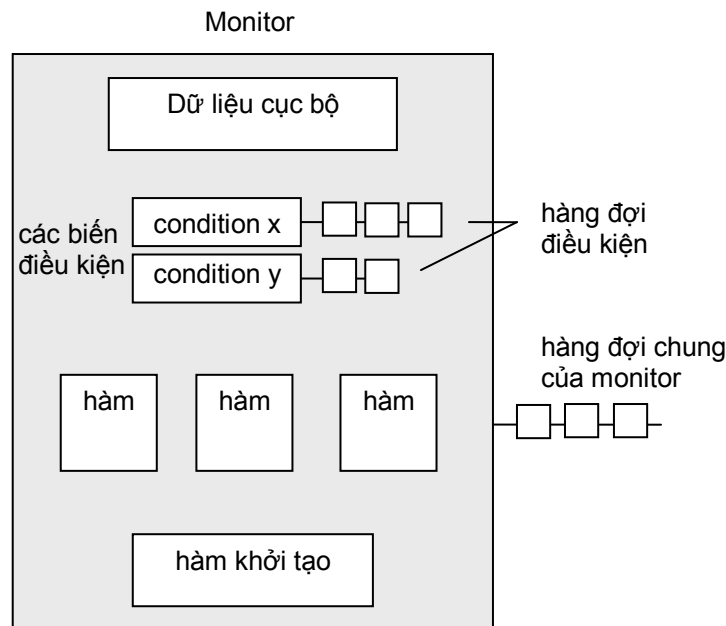 Monitor
Dữ liệu cục bộ
các biến
điều kiện
condition x
condition y
hàng đợi
điều kiện
hàng đợi chung
của monitor
hàm
hàm
hàm
hàm khởi tạo